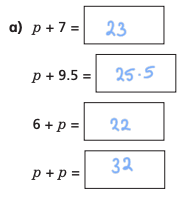 a) p + 7 = 23
p + 9.5 = 25.5
6 + p = 22
p + p = 32